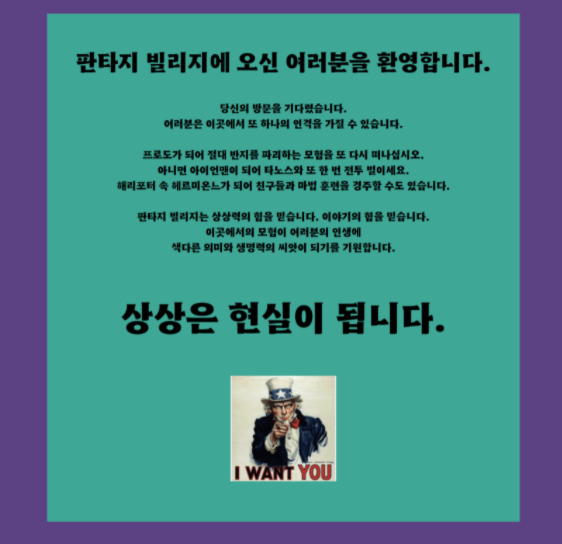 판타지 빌리지에 오신 여러분을 환영합니다.
당신의 방문을 기다렸습니다.
여러분은 이곳에서 또 하나의 인격을 가질 수 있습니다.
프로도가 되어 절대 반지를 파괴하는 모험을 또 다시 떠나십시오.
아니면 아이언맨이 되어 타노스와 또 한 번 전투 벌이세요.
해리포터 속 헤르미온느가 되어 친구들과 마법 훈련을 경주할 수도 있습니다.
판타지 빌리지는 상상력의 힘을 믿습니다. 이야기의 힘을 믿습니다.
이곳에서의 모험이 여러분의 인생에
색다른 의미와 생명력의 씨앗이 되기를 기원합니다.
상상은 현실이 됩니다.
I WANT YOU